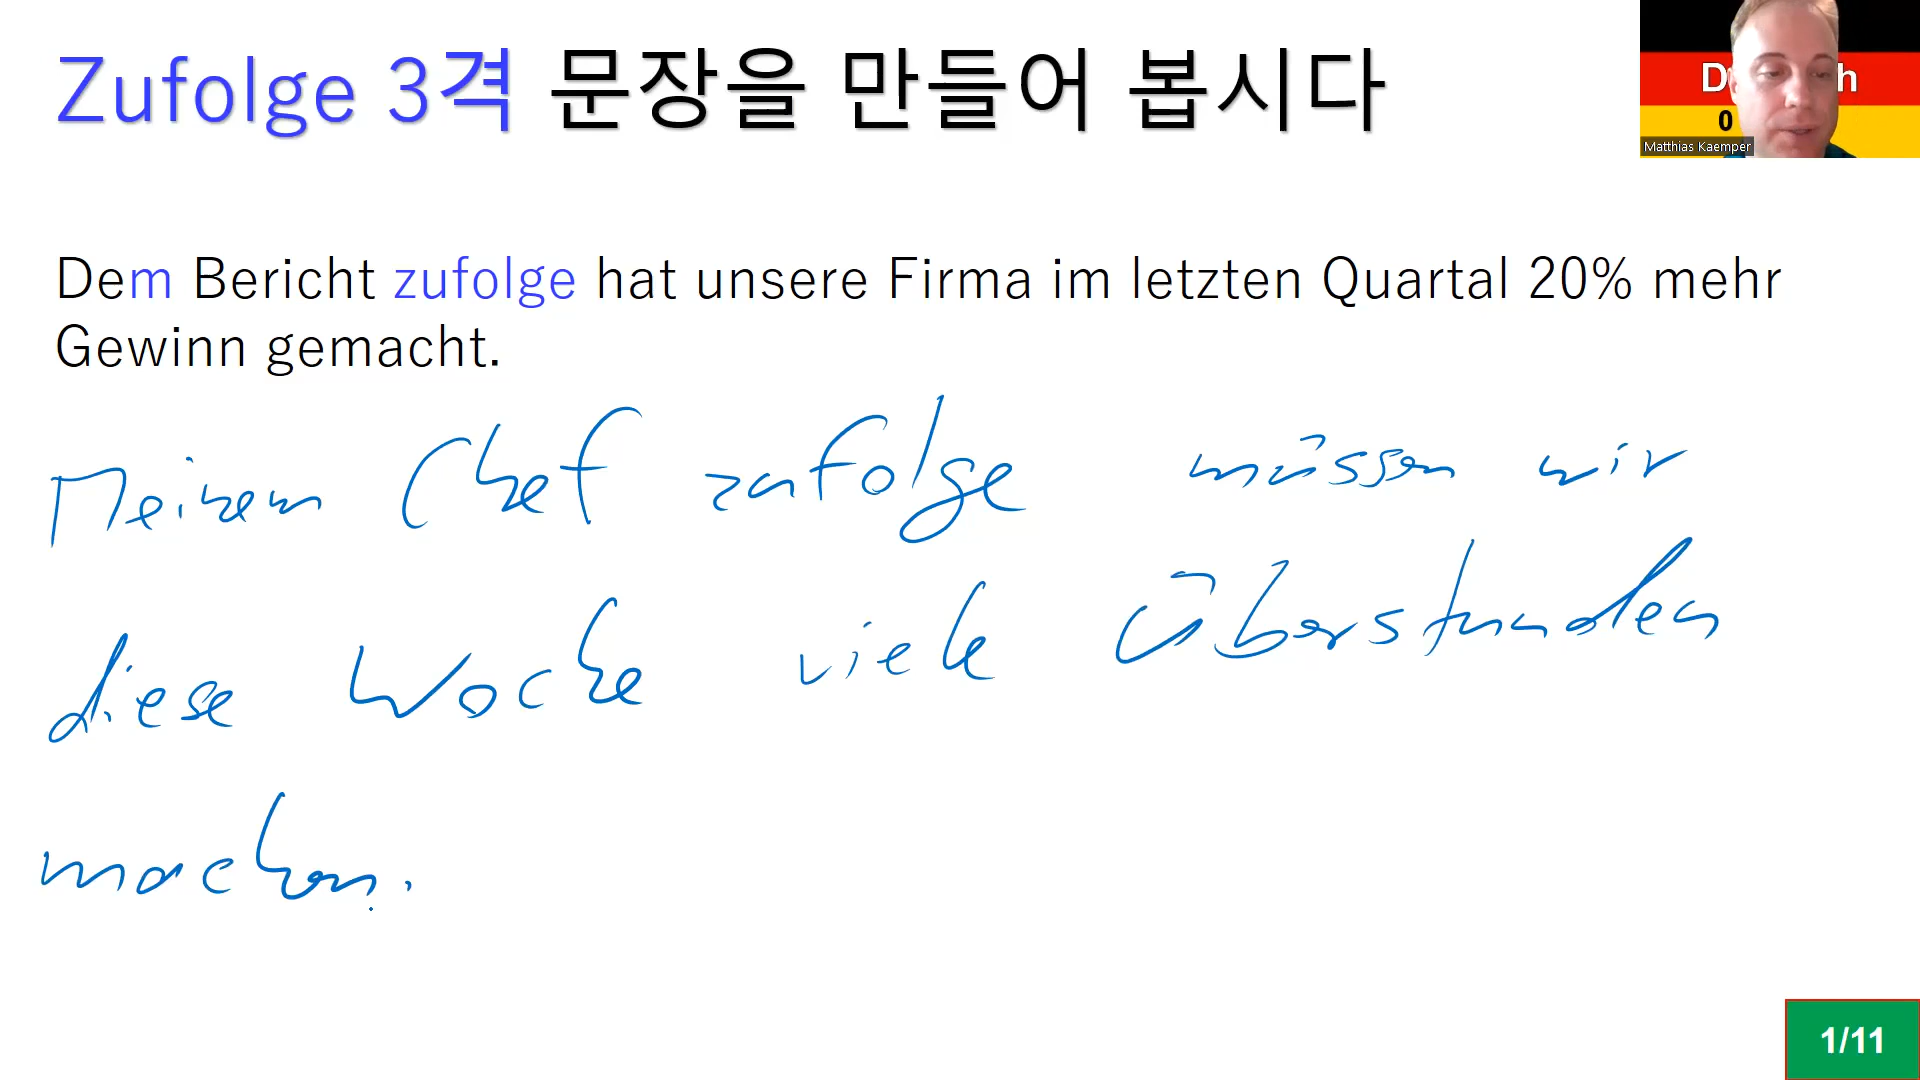 Zufolge 3격 문장을 만들어 봅시다
Matthias Kaemper
Dem Bericht zufolge hat unsere Firma im letzten Quartal 20% mehr
Gewinn gemacht.
Meinem Chef zufolge müssen wir
diese Woche viele Überstunden
machen.
1/11